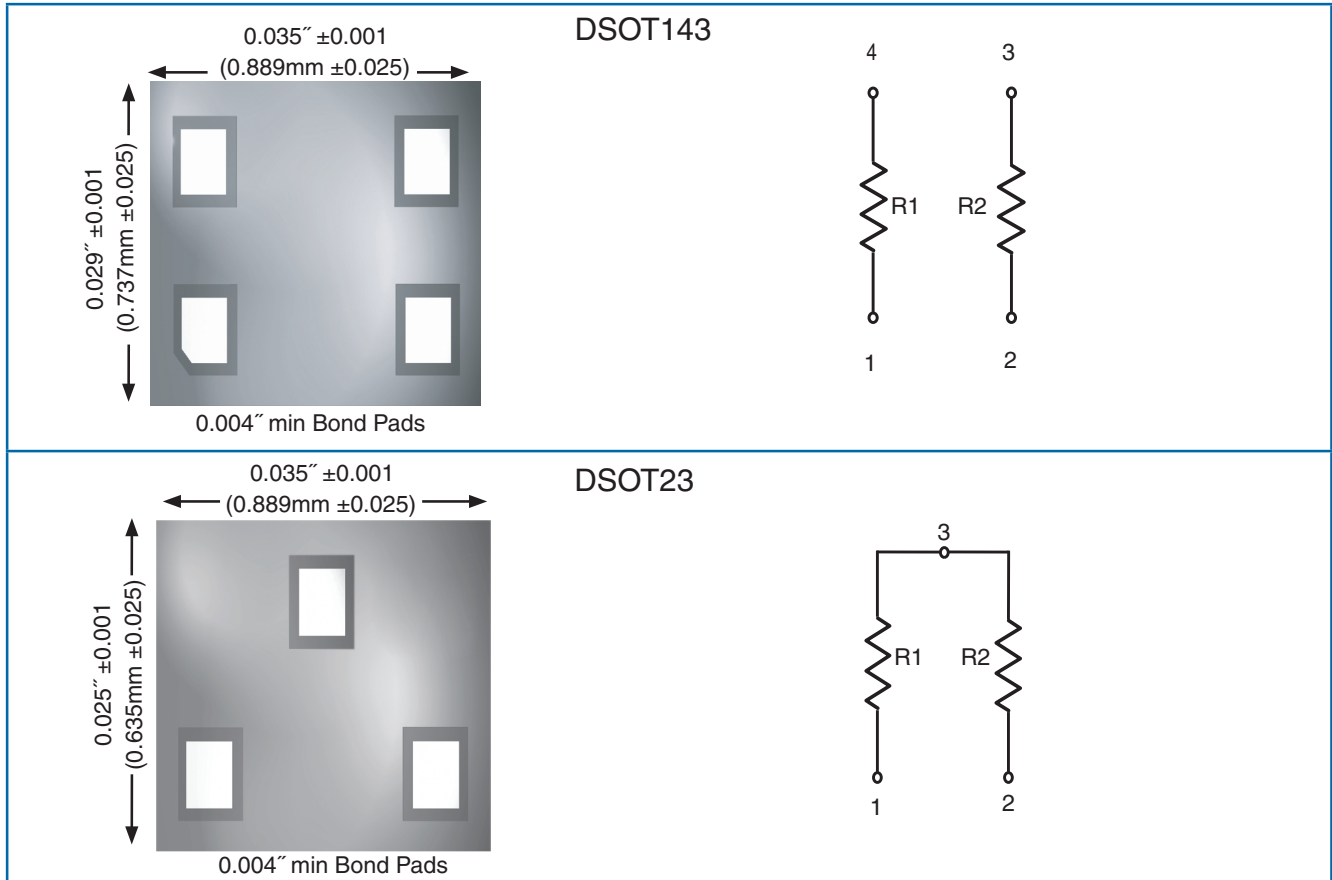 DSOT143
0.035˝ ±0.001
(0.889mm ±0.025)
0.029˝ ±0.001
(0.737mm ±0.025)
0.004˝ min Bond Pads
4 3
R1 R2
1 2
DSOT23
0.035˝ ±0.001
(0.889mm ±0.025)
0.025˝ ±0.001
(0.635mm ±0.025)
0.004˝ min Bond Pads
3
R1 R2
1 2